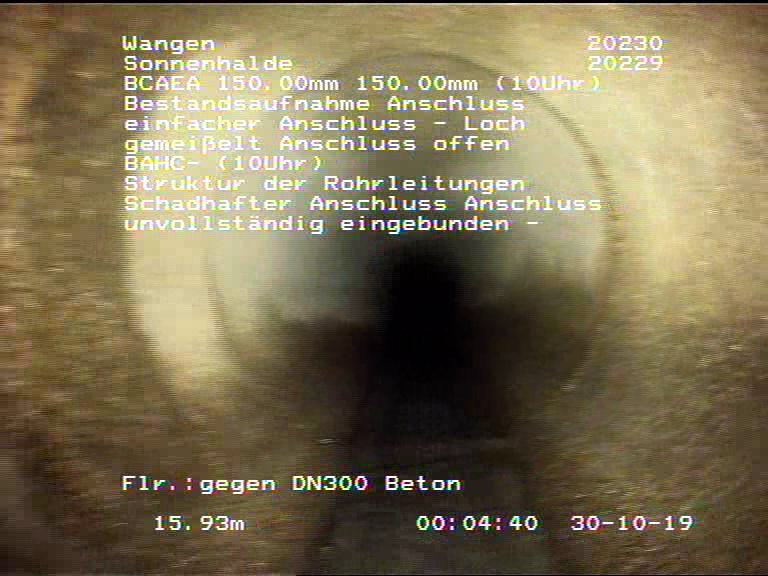 Wangen 20230
Sonnenhalde 20229
BCAEA 150.00mm 150.00mm (10Uhr)
Bestandsaufnahme Anschluss
einfacher Anschluss - Loch
gemeißelt Anschluss offen
BAHC- (10Uhr)
Struktur der Rohrleitungen
Schadhafter Anschluss Anschluss
unvollständig eingebunden -
Flr.:gegen DN300 Beton
15.93m 00:04:40 30-10-19